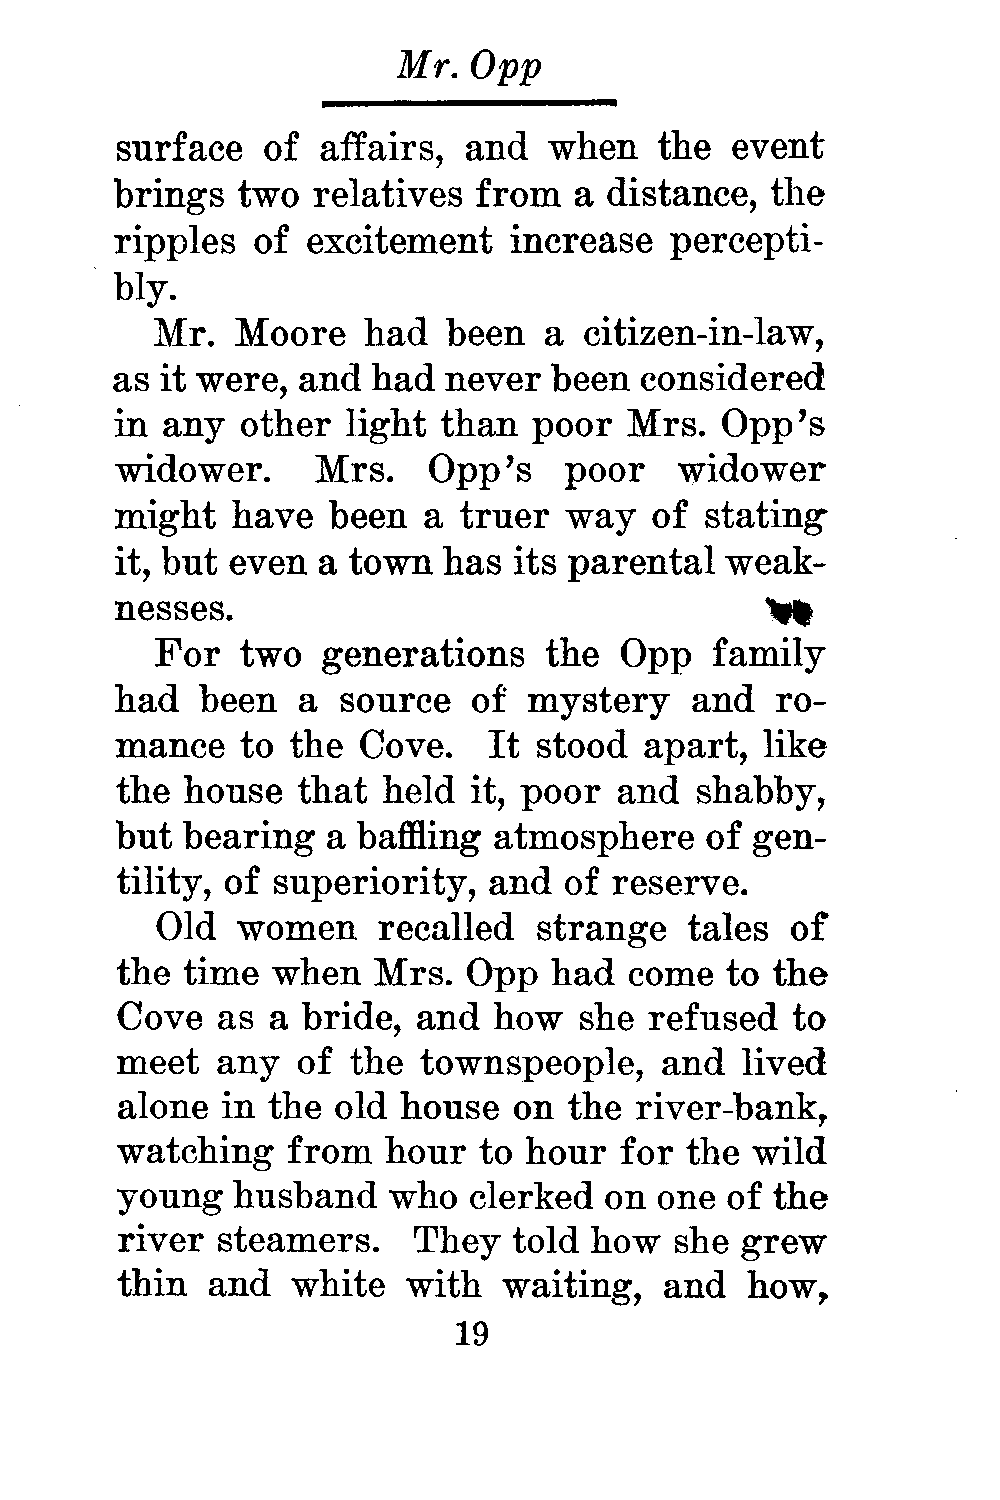 Mr. Opp
surface of affairs, and when the event
brings two relatives from a distance, the
ripples of excitement increase percepti-
bly.
Mr. Moore had been a citizen-in-law,
as it were, and had never been considered
in any other light than poor Mrs. Opp's
widower. Mrs. Opp's poor widower
might have been a truer way of stating
it, but even a town has its parental weak-
nesses.
For two generations the Opp family
had been a source of mystery and ro-
mance to the Cove. It stood apart, like
the house that held it, poor and shabby,
but bearing a baffling atmosphere of gen-
tility, of superiority, and of reserve.
Old women recalled strange tales of
the time when Mrs. Opp had come to the
Cove as a bride, and how she refused to
meet any of the townspeople, and lived
alone in the old house on the river-bank,
watching from hour to hour for the wild
young husband who clerked on one of the
river steamers. They told how she grew
thin and white with waiting, and how,
19